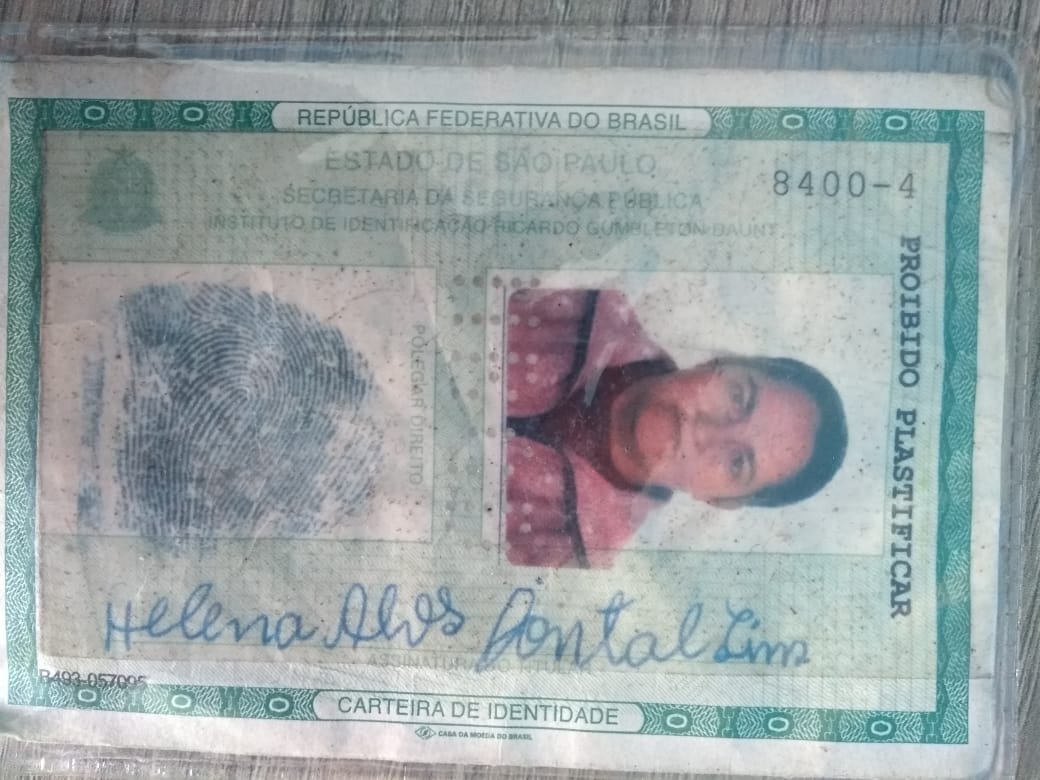 REPÚBLICA FEDERATIVA DO BRASIL
ESTADO DE SÃO PAULO
SECRETARIA DA SEGURANÇA PÚBLICA
INSTITUTO DE IDENTIFICAÇÃO RICARDO GUMBLETON DAUNT
8400-4
POLEGAR DIREITO
PROIBIDO PLASTIFICAR
Helena Alves Lima
ASSINATURA DO TITULAR
B493-057095
CARTEIRA DE IDENTIDADE
CASA DA MOEDA DO BRASIL